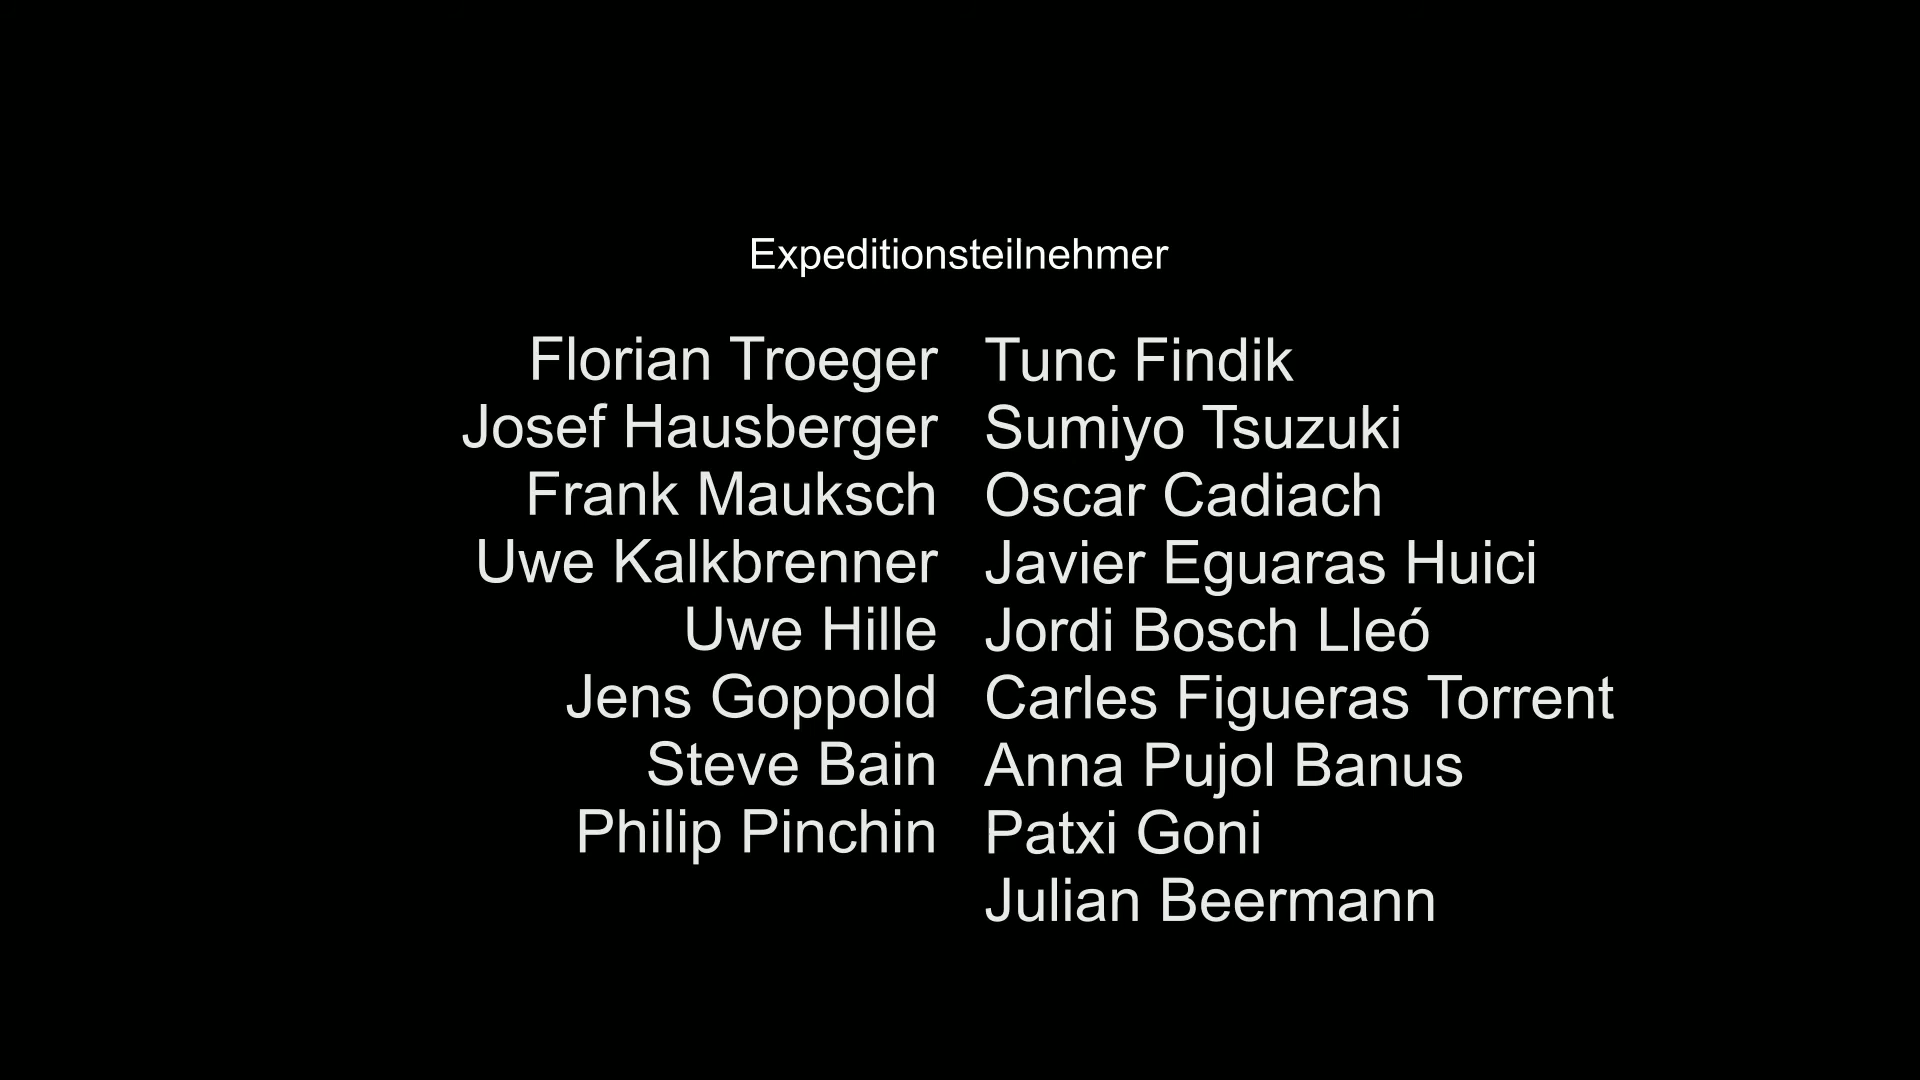 Expeditionsteilnehmer
Florian Troeger
Josef Hausberger
Frank Mauksch
Uwe Kalkbrenner
Uwe Hille
Jens Goppold
Steve Bain
Philip Pinchin
Tunc Findik
Sumiyo Tsuzuki
Oscar Cadiach
Javier Eguaras Huici
Jordi Bosch Lleó
Carles Figueras Torrent
Anna Pujol Banus
Patxi Goni
Julian Beermann